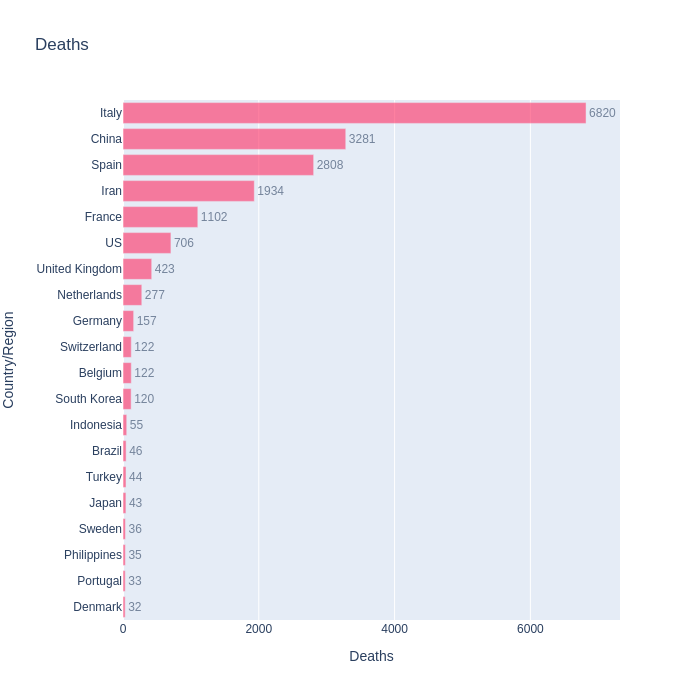 Deaths
Italy 6820
China 3281
Spain 2808
Iran 1934
France 1102
US 706
United Kingdom 423
Netherlands 277
Germany 157
Switzerland 122
Belgium 122
South Korea 120
Indonesia 55
Brazil 46
Turkey 44
Japan 43
Sweden 36
Philippines 35
Portugal 33
Denmark 32
0 2000 4000 6000
Deaths
Country/Region